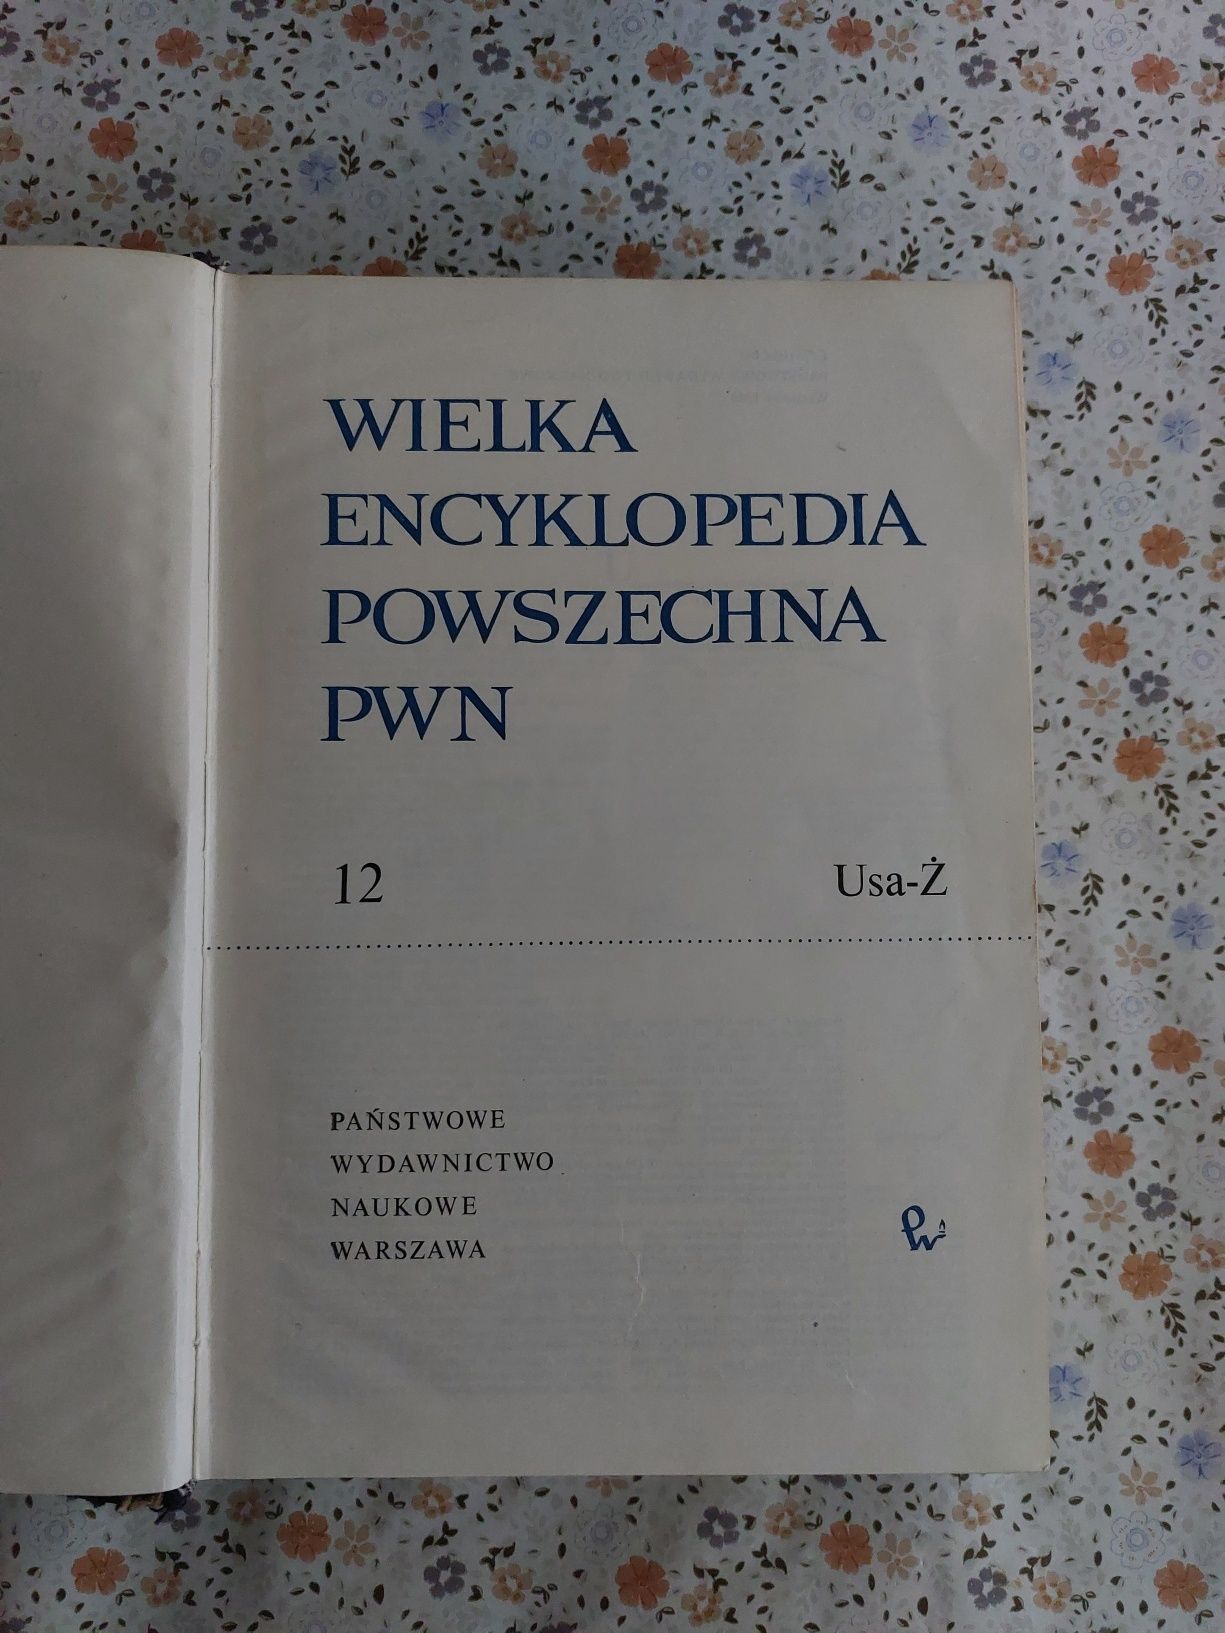 WIELKA
ENCYKLOPEDIA
POWSZECHNA
PWN
12 Usa-Ż
PAŃSTWOWE
WYDAWNICTWO
NAUKOWE
WARSZAWA